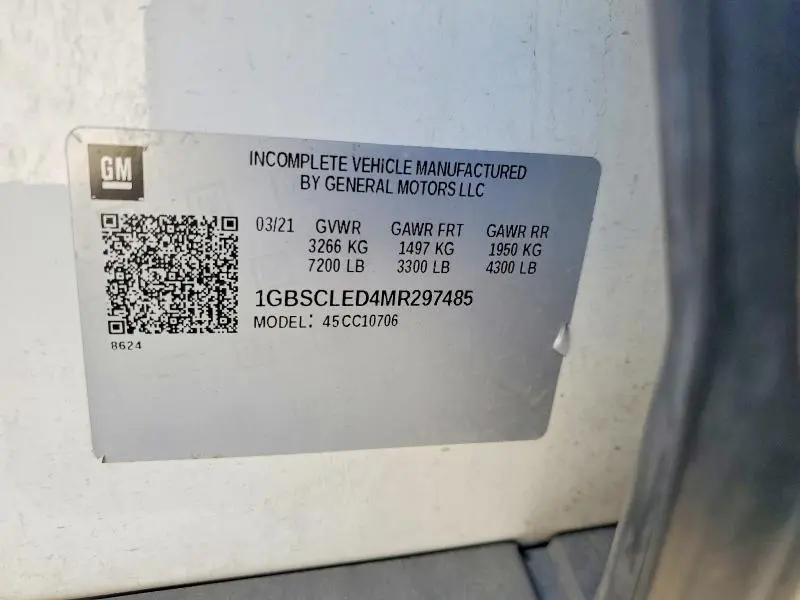 GM
INCOMPLETE VEHICLE MANUFACTURED
BY GENERAL MOTORS LLC
03/21 GVWR GAWR FRT GAWR RR
3266 KG 1497 KG 1950 KG
7200 LB 3300 LB 4300 LB
1GBSCLED4MR297485
MODEL: 45CC10706
8624